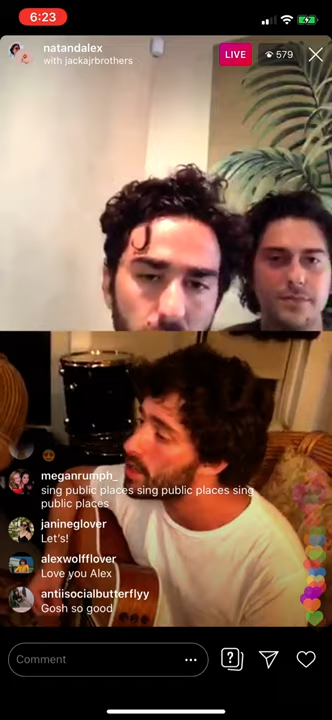 6:23
natandalex
with jackajrbrothers
LIVE
579
meganrumph_
sing public places sing public places sing
public places
janineglover
Let's!
alexwolfflover
Love you Alex
antiisocialbutterflyy
Gosh so good
Comment